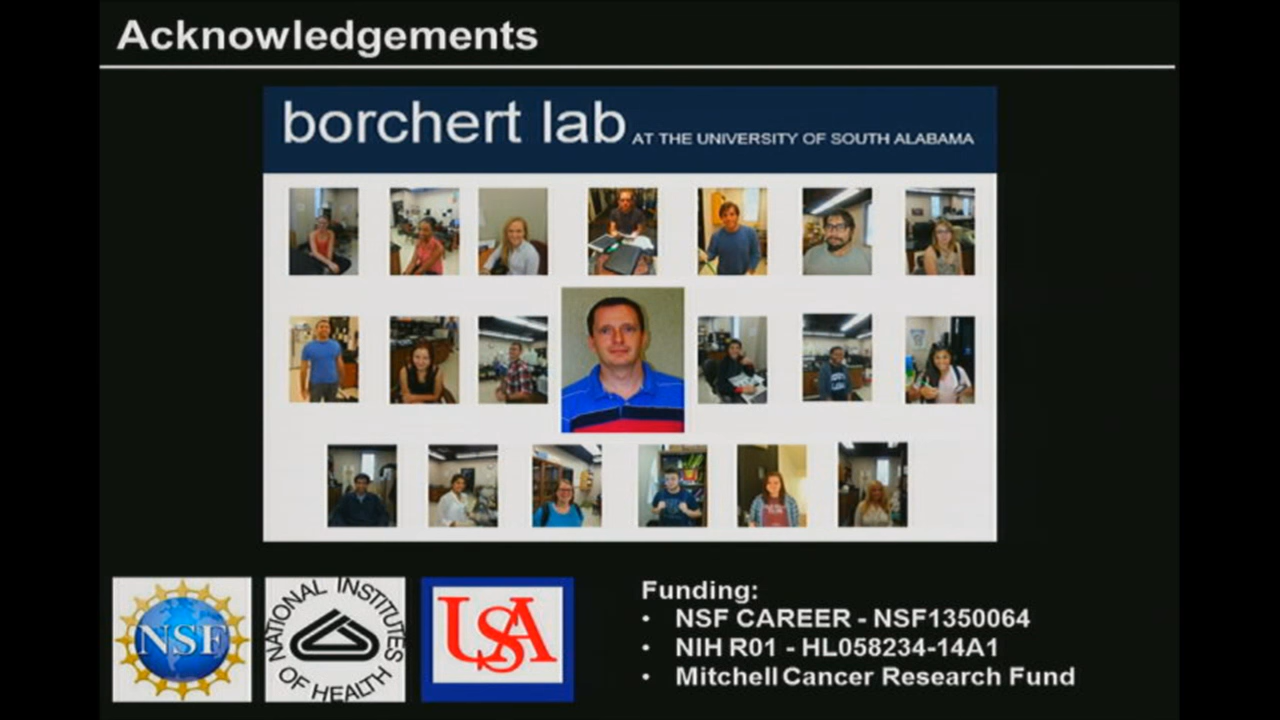 Acknowledgements
borchert lab AT THE UNIVERSITY OF SOUTH ALABAMA
NSF
NATIONAL INSTITUTES OF HEALTH
USA
Funding:
• NSF CAREER - NSF1350064
• NIH R01 - HL058234-14A1
• Mitchell Cancer Research Fund